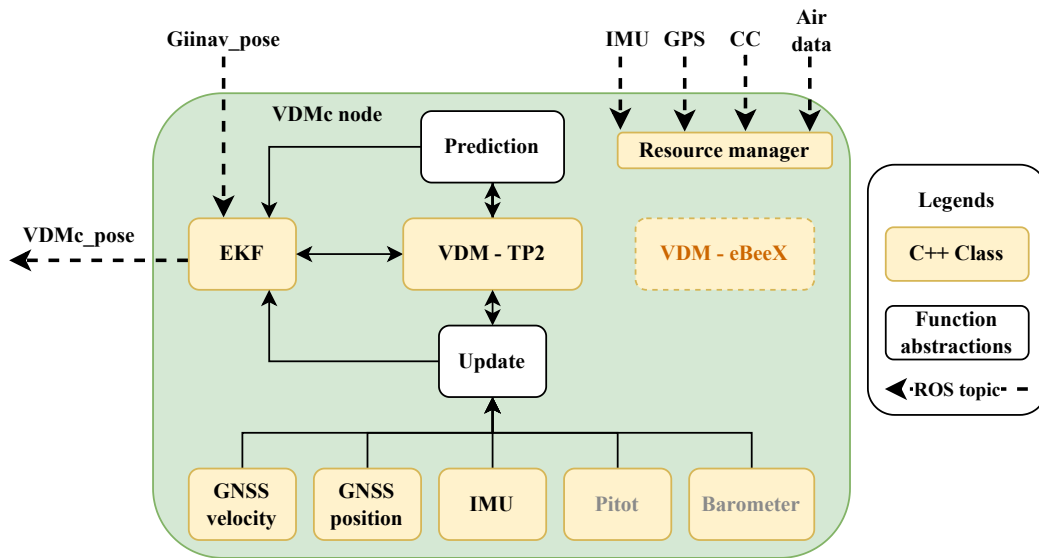 Giinav_pose
IMU
GPS
CC
Air
data
VDMc node
Prediction
Resource manager
VDMc_pose
EKF
VDM - TP2
VDM - eBeeX
Update
GNSS
velocity
GNSS
position
IMU
Pitot
Barometer
Legends
C++ Class
Function
abstractions
ROS topic